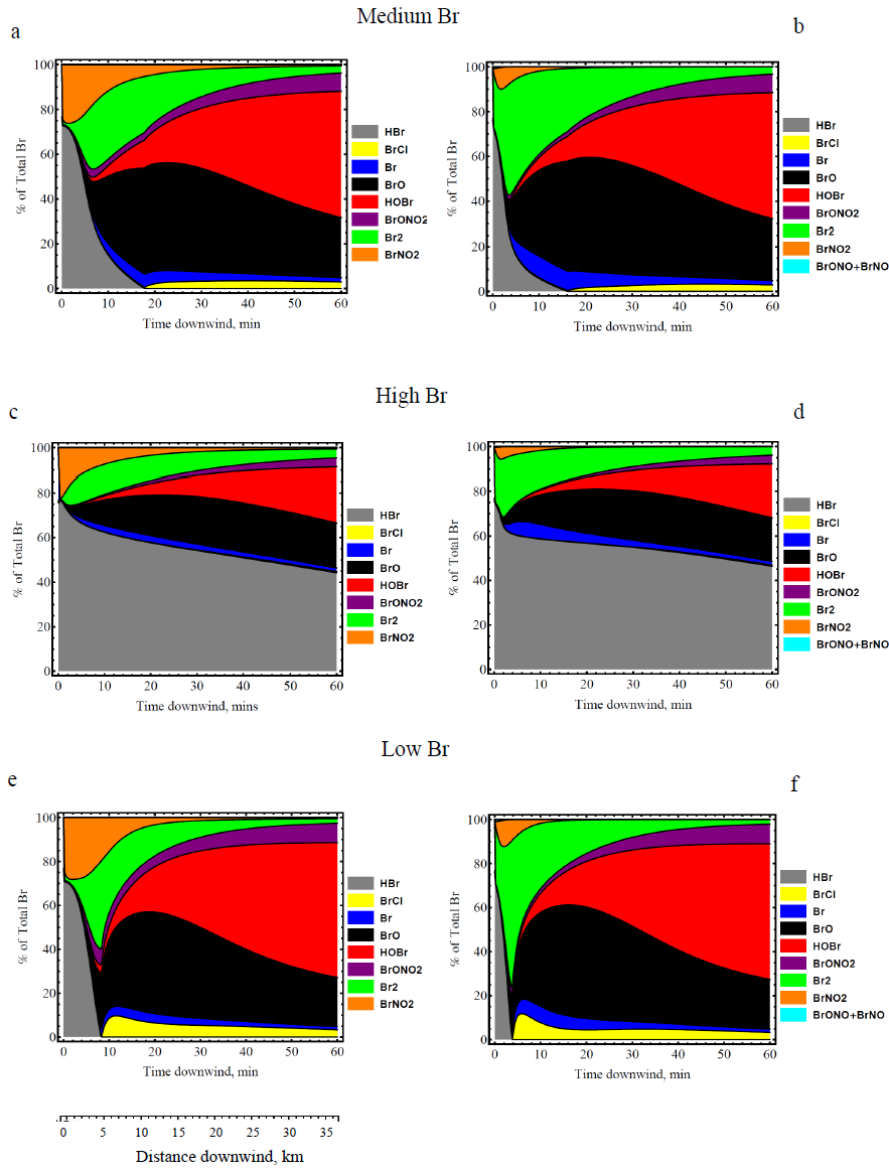 Medium Br
a
b
% of Total Br
100
80
60
40
20
0
0 10 20 30 40 50 60
Time downwind, min
HBr
BrCl
Br
BrO
HOBr
BrONO2
Br2
BrNO2
% of Total Br
100
80
60
40
20
0
0 10 20 30 40 50 60
Time downwind, min
HBr
BrCl
Br
BrO
HOBr
BrONO2
Br2
BrNO2
BrONO+BrNO
High Br
c
d
% of Total Br
100
80
60
40
20
0
0 10 20 30 40 50 60
Time downwind, mins
HBr
BrCl
Br
BrO
HOBr
BrONO2
Br2
BrNO2
% of Total Br
100
80
60
40
20
0
0 10 20 30 40 50 60
Time downwind, min
HBr
BrCl
Br
BrO
HOBr
BrONO2
Br2
BrNO2
BrONO+BrNO
Low Br
e
f
% of Total Br
100
80
60
40
20
0
0 10 20 30 40 50 60
Time downwind, min
HBr
BrCl
Br
BrO
HOBr
BrONO2
Br2
BrNO2
% of Total Br
100
80
60
40
20
0
0 10 20 30 40 50 60
Time downwind, min
HBr
BrCl
Br
BrO
HOBr
BrONO2
Br2
BrNO2
BrONO+BrNO
0 5 10 15 20 25 30 35
Distance downwind, km